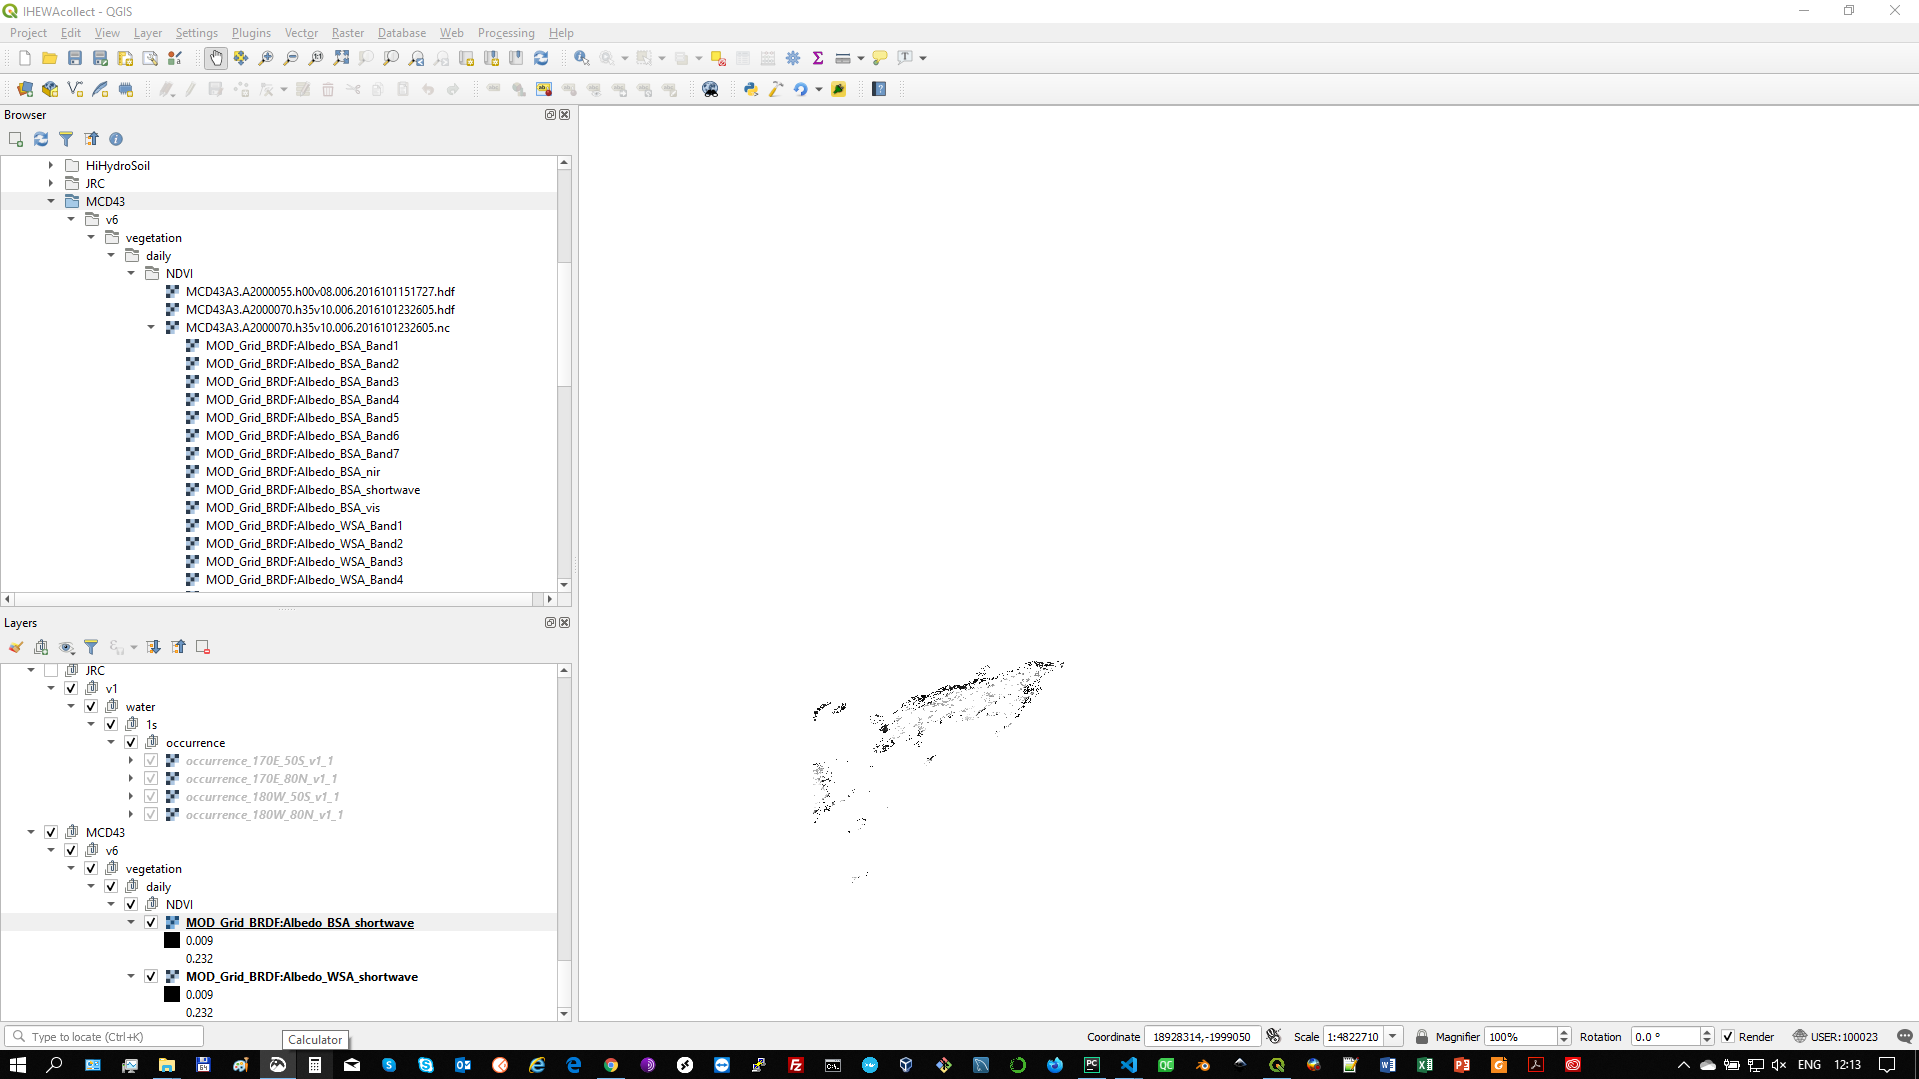 IHEWAcollect - QGIS
Project Edit View Layer Settings Plugins Vector Raster Database Web Processing Help
Browser
HiHydroSoil
JRC
MCD43
v6
vegetation
daily
NDVI
MCD43A3.A2000055.h00v08.006.2016101151727.hdf
MCD43A3.A2000070.h35v10.006.2016101232605.hdf
MCD43A3.A2000070.h35v10.006.2016101232605.nc
MOD_Grid_BRDF:Albedo_BSA_Band1
MOD_Grid_BRDF:Albedo_BSA_Band2
MOD_Grid_BRDF:Albedo_BSA_Band3
MOD_Grid_BRDF:Albedo_BSA_Band4
MOD_Grid_BRDF:Albedo_BSA_Band5
MOD_Grid_BRDF:Albedo_BSA_Band6
MOD_Grid_BRDF:Albedo_BSA_Band7
MOD_Grid_BRDF:Albedo_BSA_nir
MOD_Grid_BRDF:Albedo_BSA_shortwave
MOD_Grid_BRDF:Albedo_BSA_vis
MOD_Grid_BRDF:Albedo_WSA_Band1
MOD_Grid_BRDF:Albedo_WSA_Band2
MOD_Grid_BRDF:Albedo_WSA_Band3
MOD_Grid_BRDF:Albedo_WSA_Band4
Layers
JRC
v1
water
1s
occurrence
occurrence_170E_50S_v1_1
occurrence_170E_80N_v1_1
occurrence_180W_50S_v1_1
occurrence_180W_80N_v1_1
MCD43
v6
vegetation
daily
NDVI
MOD_Grid_BRDF:Albedo_BSA_shortwave
0.009
0.232
MOD_Grid_BRDF:Albedo_WSA_shortwave
0.009
0.232
Type to locate (Ctrl+K)
Calculator
Coordinate 18928314,-1999050 Scale 1:4822710 Magnifier 100% Rotation 0.0 ° Render USER:100023
ENG 12:13